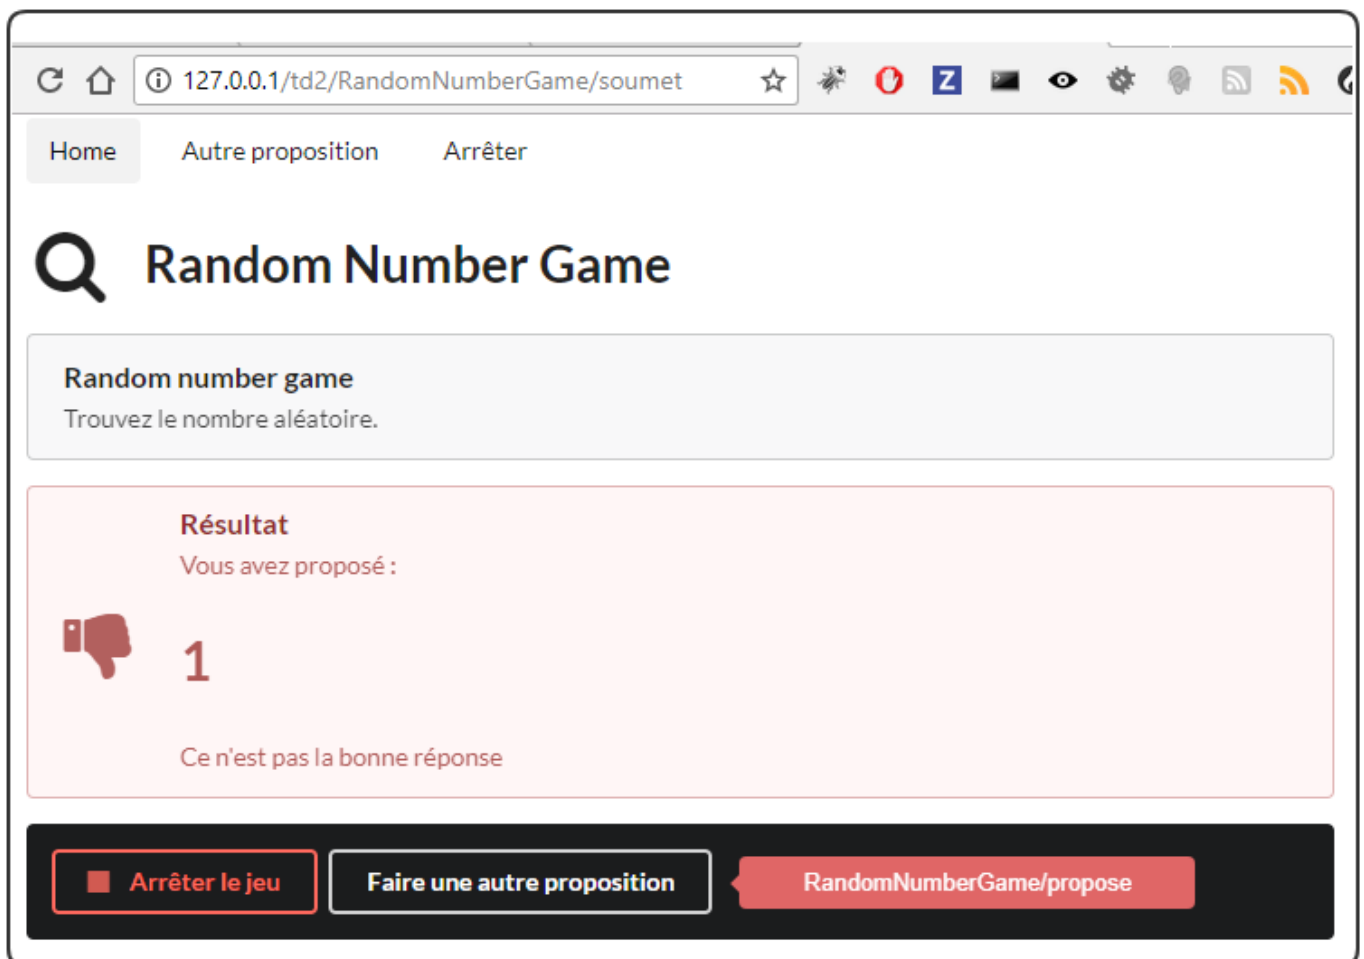 127.0.0.1/td2/RandomNumberGame/soumet
Z
Home Autre proposition Arrêter
Random Number Game
Random number game
Trouvez le nombre aléatoire.
Résultat
Vous avez proposé :
1
Ce n'est pas la bonne réponse
Arrêter le jeu Faire une autre proposition RandomNumberGame/propose